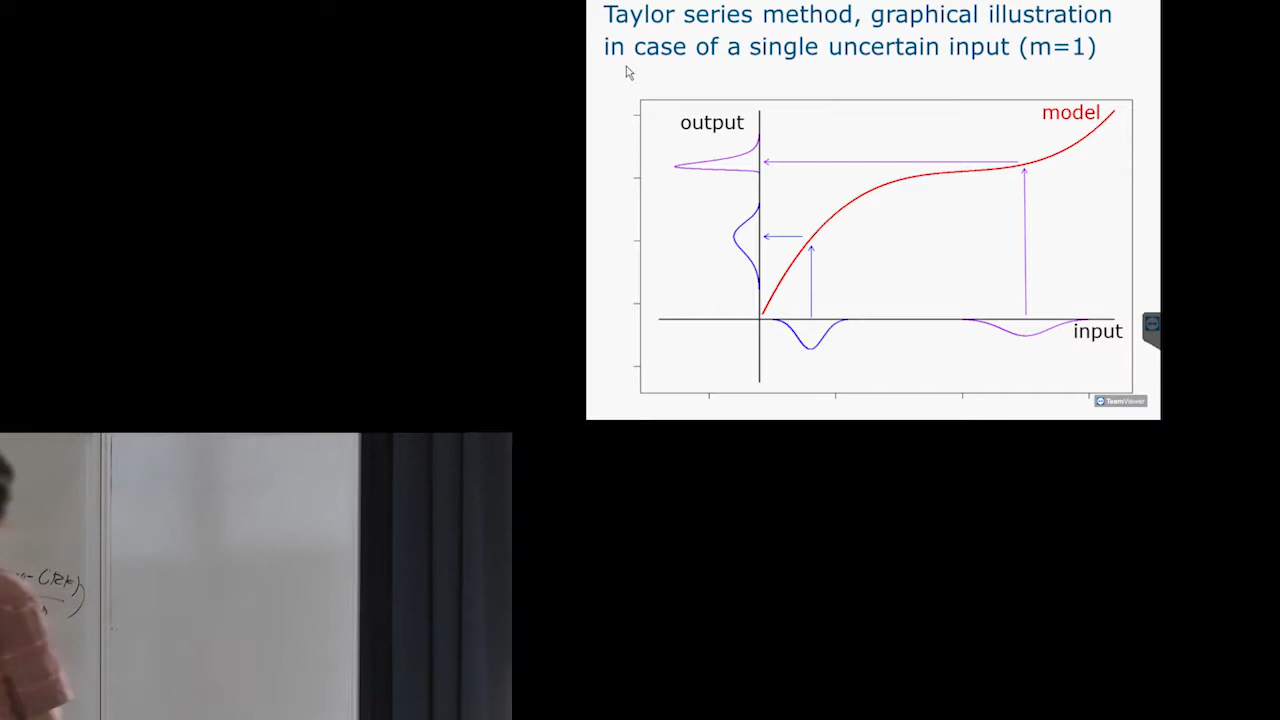 Taylor series method, graphical illustration
in case of a single uncertain input (m=1)
model
output
input
TeamViewer